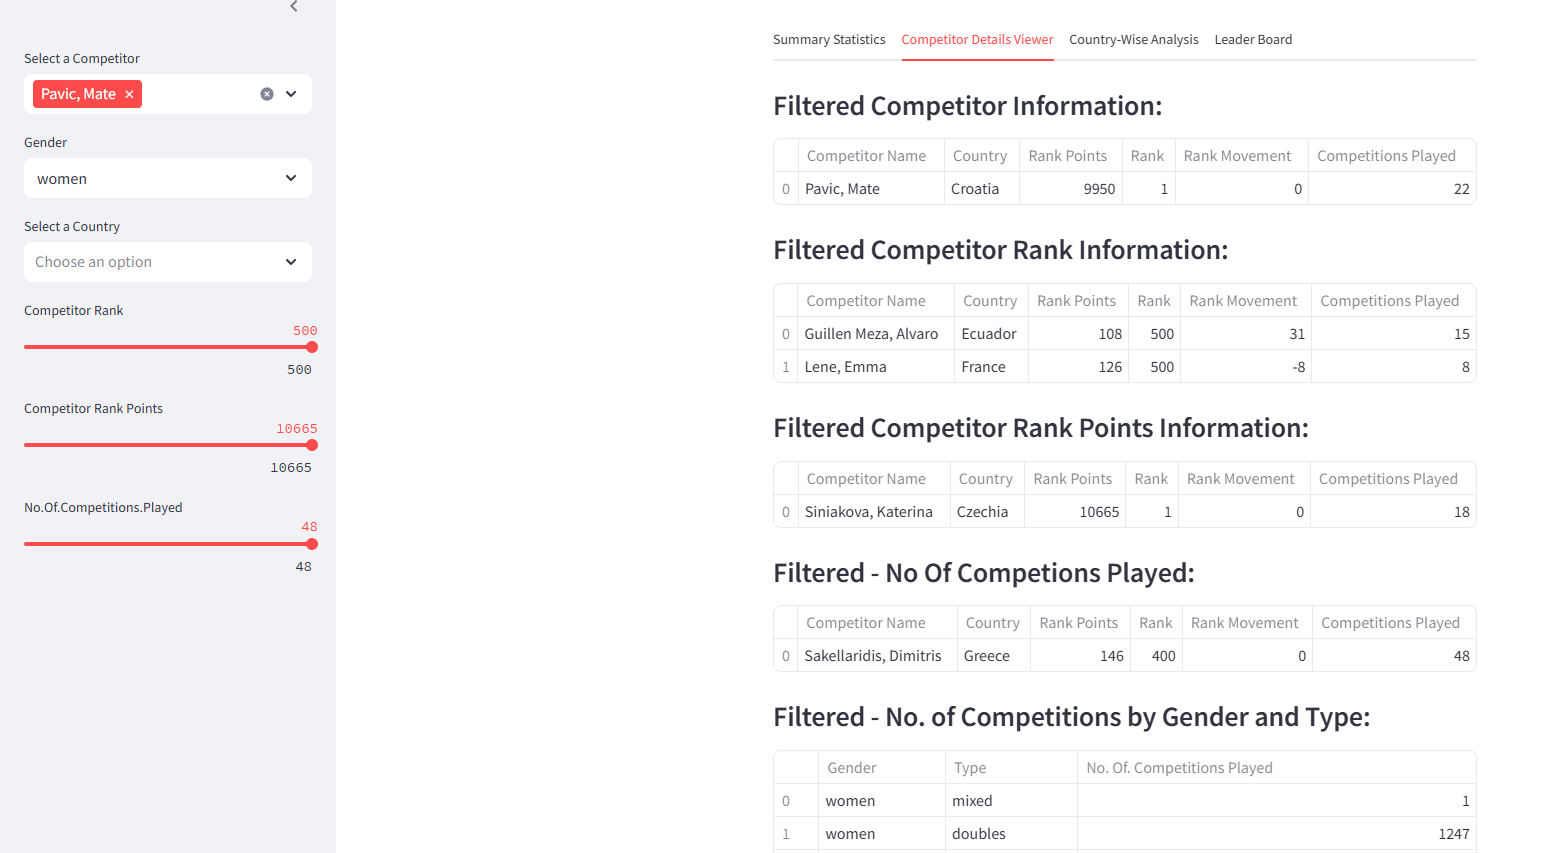 Select a Competitor
Pavic, Mate ×
Gender
women
Select a Country
Choose an option
Competitor Rank
500
500
Competitor Rank Points
10665
10665
No.Of.Competitions.Played
48
48
Summary Statistics Competitor Details Viewer Country-Wise Analysis Leader Board
Filtered Competitor Information:
Competitor Name Country Rank Points Rank Rank Movement Competitions Played
0 Pavic, Mate Croatia 9950 1 0 22
Filtered Competitor Rank Information:
Competitor Name Country Rank Points Rank Rank Movement Competitions Played
0 Guillen Meza, Alvaro Ecuador 108 500 31 15
1 Lene, Emma France 126 500 -8 8
Filtered Competitor Rank Points Information:
Competitor Name Country Rank Points Rank Rank Movement Competitions Played
0 Siniakova, Katerina Czechia 10665 1 0 18
Filtered - No Of Competions Played:
Competitor Name Country Rank Points Rank Rank Movement Competitions Played
0 Sakellaridis, Dimitris Greece 146 400 0 48
Filtered - No. of Competitions by Gender and Type:
Gender Type No. Of. Competitions Played
0 women mixed 1
1 women doubles 1247